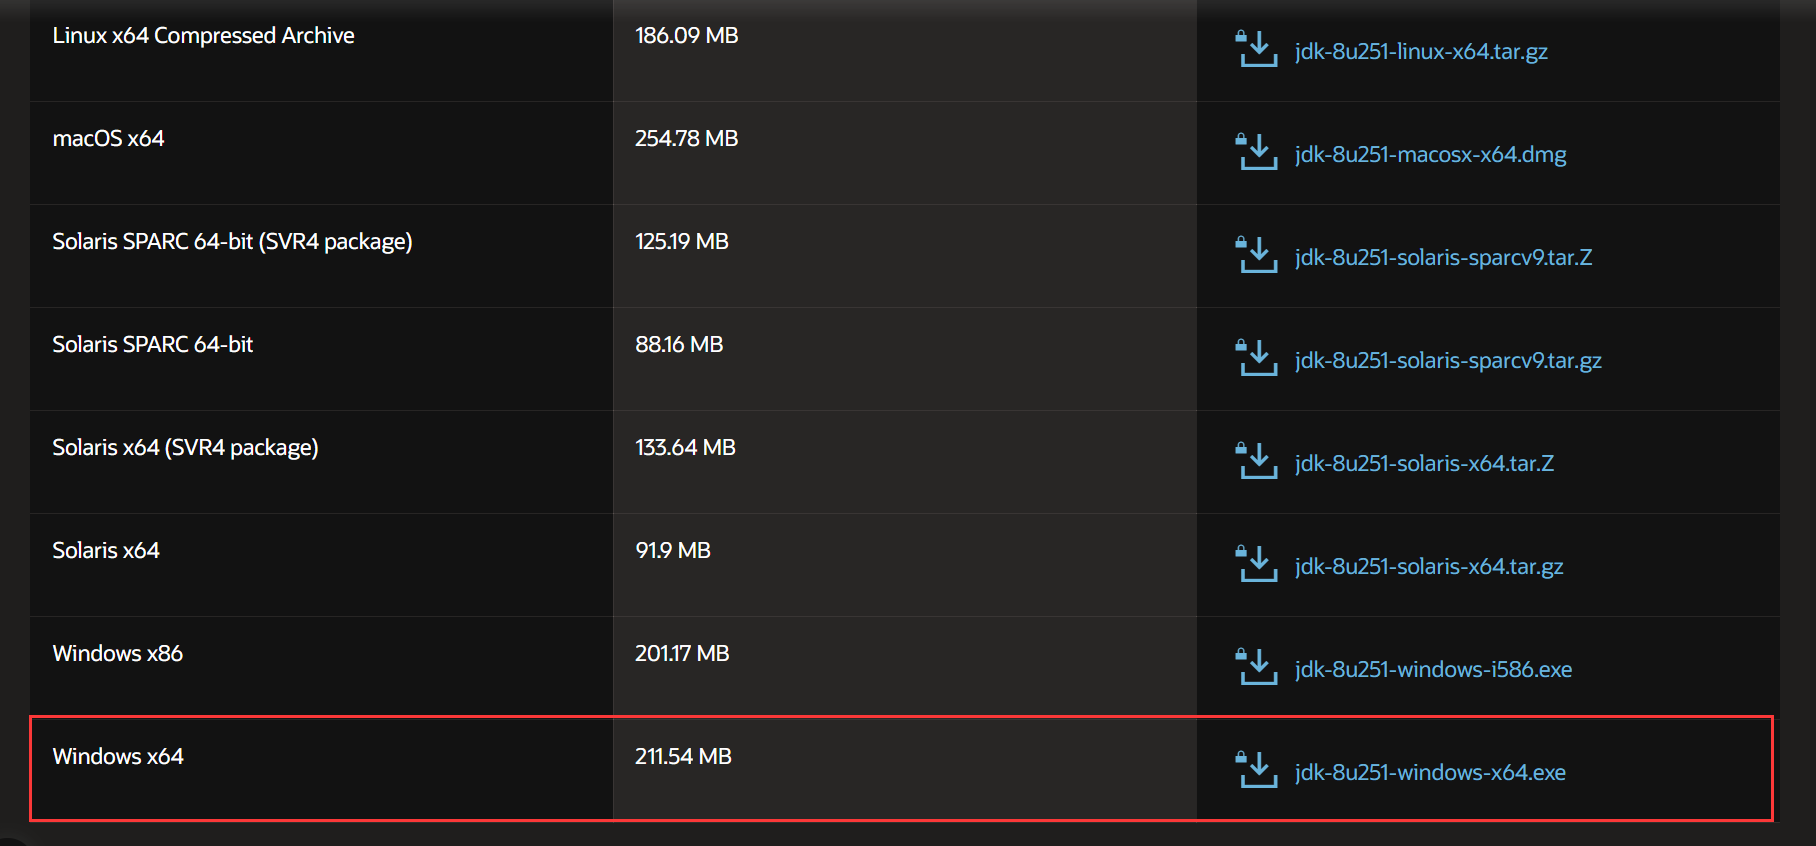 Linux x64 Compressed Archive 186.09 MB jdk-8u251-linux-x64.tar.gz
macOS x64 254.78 MB jdk-8u251-macosx-x64.dmg
Solaris SPARC 64-bit (SVR4 package) 125.19 MB jdk-8u251-solaris-sparcv9.tar.Z
Solaris SPARC 64-bit 88.16 MB jdk-8u251-solaris-sparcv9.tar.gz
Solaris x64 (SVR4 package) 133.64 MB jdk-8u251-solaris-x64.tar.Z
Solaris x64 91.9 MB jdk-8u251-solaris-x64.tar.gz
Windows x86 201.17 MB jdk-8u251-windows-i586.exe
Windows x64 211.54 MB jdk-8u251-windows-x64.exe